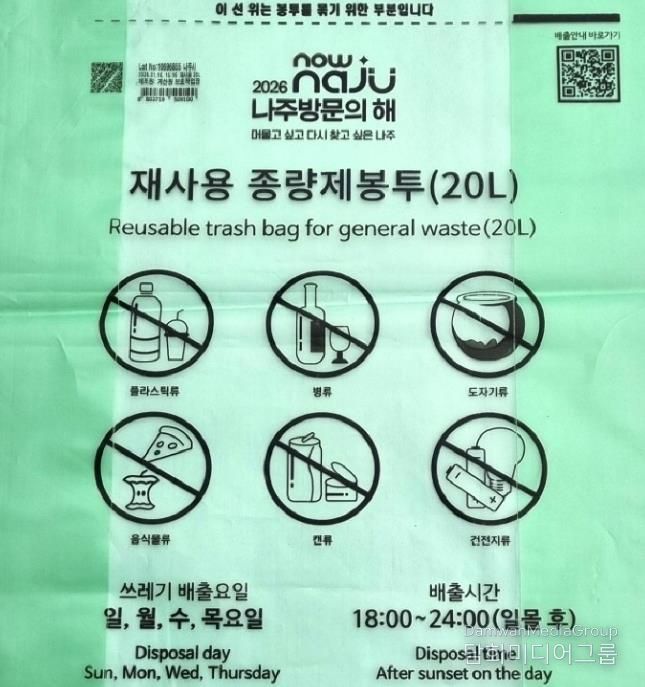 이 선 위는 봉투를 묶기 위한 부분입니다
배출안내 바로가기
now
2026 naju
나주방문의 해
머물고 싶고 다시 찾고 싶은 나주
재사용 종량제봉투(20L)
Reusable trash bag for general waste(20L)
플라스틱류
병류
도자기류
음식물류
캔류
건전지류
쓰레기 배출요일
일, 월, 수, 목요일
Disposal day
Sun, Mon, Wed, Thursday
배출시간
18:00~24:00(일몰 후)
Disposal time
After sunset on the day
DamwanMediaGroup
미디어그룹